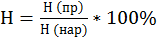 Н = Н (пр) / Н (нар) * 100%